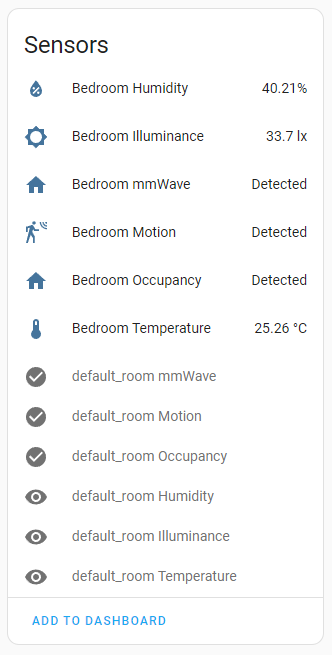 Sensors
Bedroom Humidity 40.21%
Bedroom Illuminance 33.7 lx
Bedroom mmWave Detected
Bedroom Motion Detected
Bedroom Occupancy Detected
Bedroom Temperature 25.26 °C
default_room mmWave
default_room Motion
default_room Occupancy
default_room Humidity
default_room Illuminance
default_room Temperature
ADD TO DASHBOARD